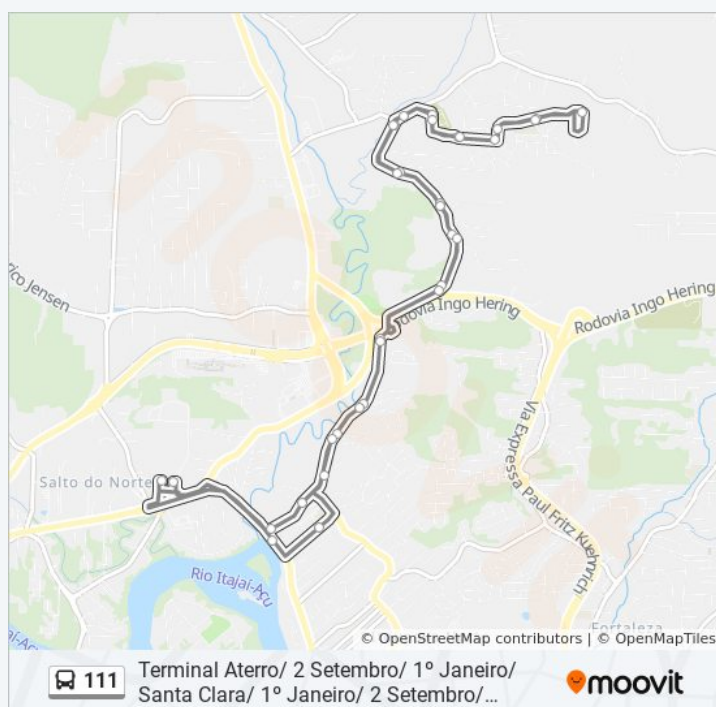 rico Jensen
Rodovia Ingo Hering
dovia Ingo Hering
Via Expressa Paul Fritz Kuehnrich
Salto do Norte
Rio Itajaí-Açu
Fortaleza
© OpenStreetMap contributors | © OpenMapTiles
111
Terminal Aterro/ 2 Setembro/ 1º Janeiro/
Santa Clara/ 1º Janeiro/ 2 Setembro/...
moovit